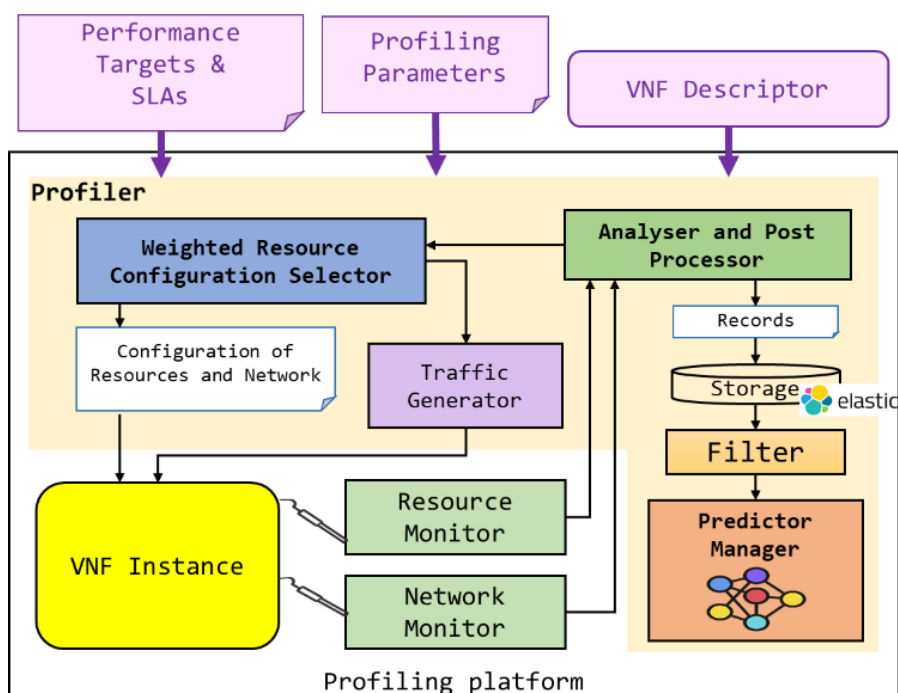 Performance
Targets &
SLAs
Profiling
Parameters
VNF Descriptor
Profiler
Weighted Resource
Configuration Selector
Analyser and Post
Processor
Configuration of
Resources and Network
Traffic
Generator
Records
Storage
elastic
Filter
VNF Instance
Resource
Monitor
Network
Monitor
Predictor
Manager
Profiling platform